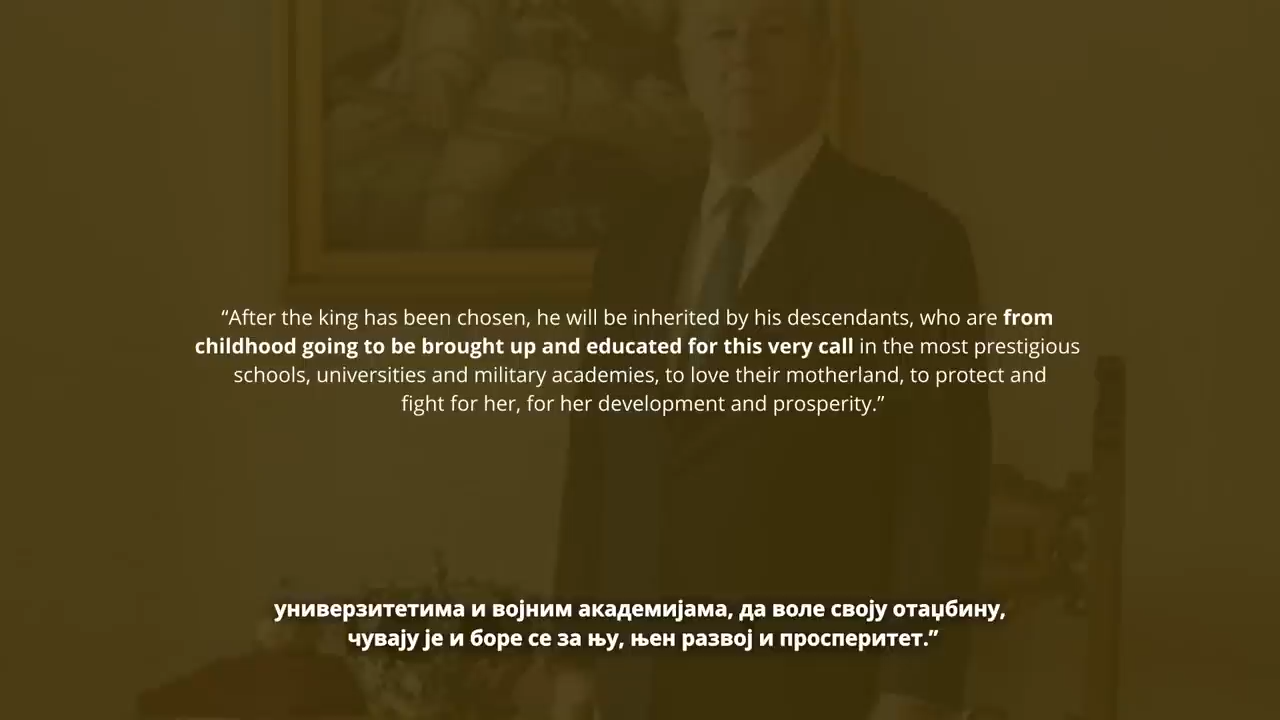 “After the king has been chosen, he will be inherited by his descendants, who are from
childhood going to be brought up and educated for this very call in the most prestigious
schools, universities and military academies, to love their motherland, to protect and
fight for her, for her development and prosperity.”
универзитетима и војним академијама, да воле своју отаџбину,
чувају је и боре се за њу, њен развој и просперитет.”